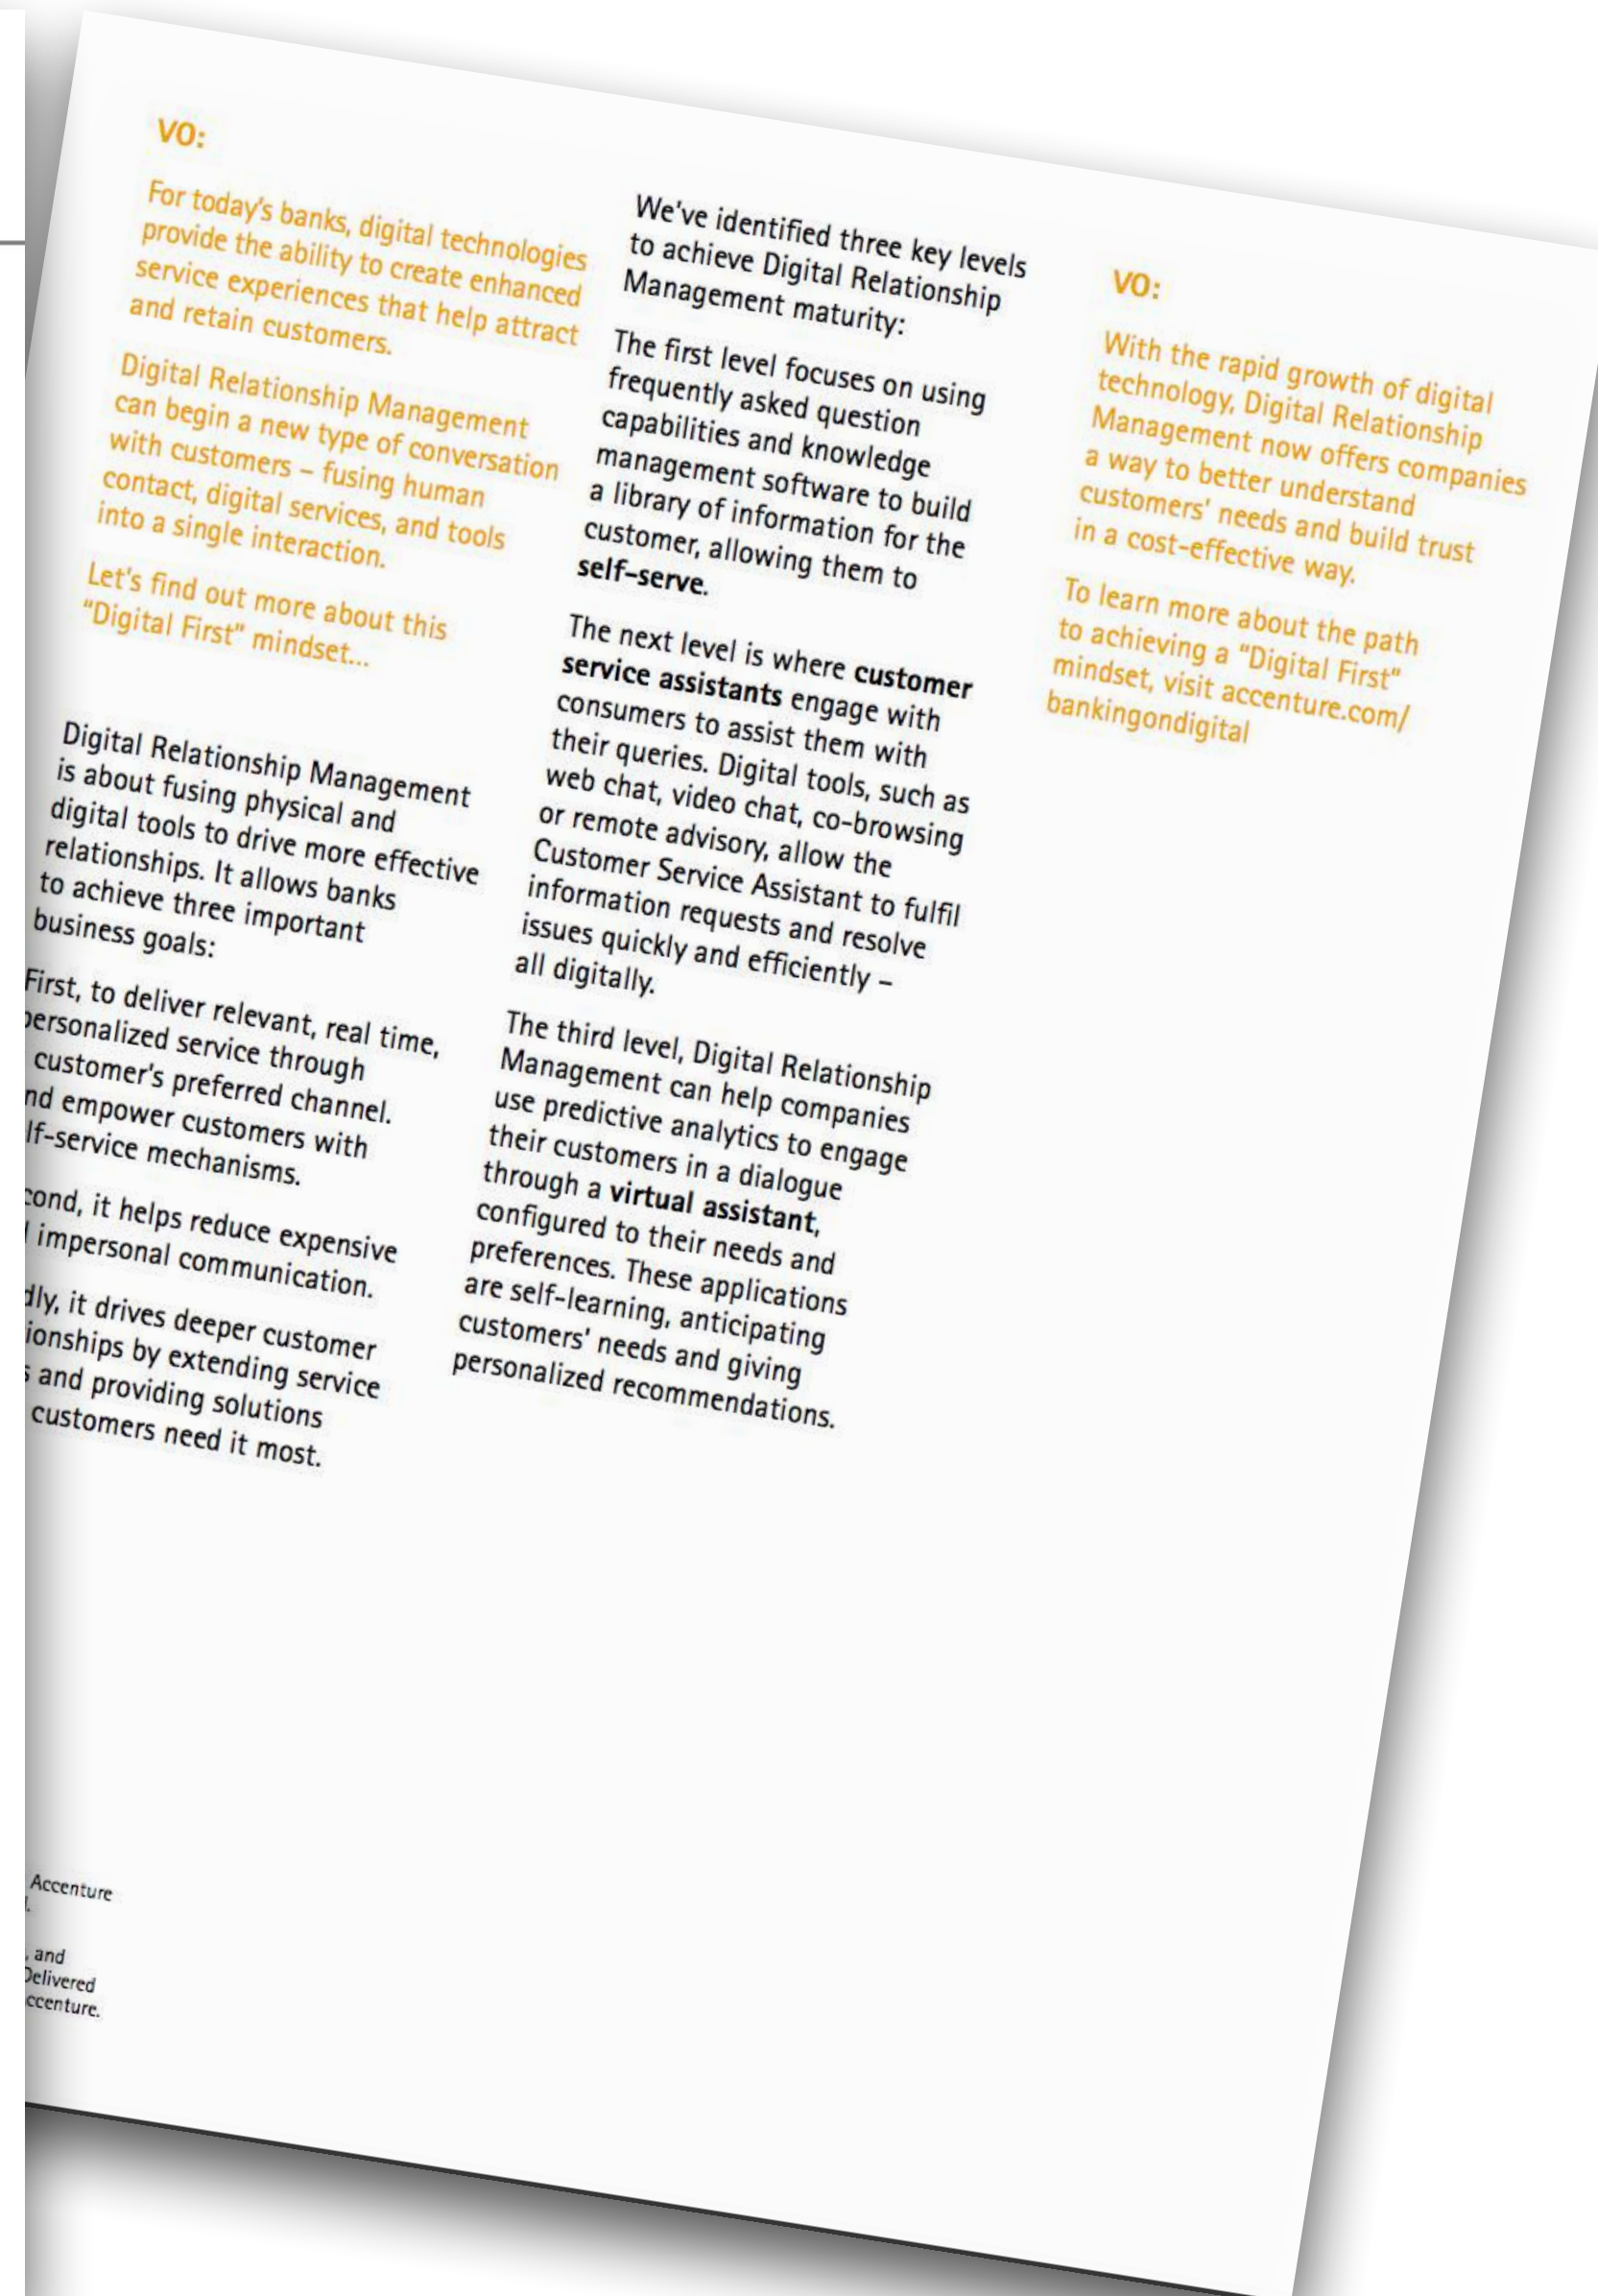 VO:
For today's banks, digital technologies
provide the ability to create enhanced
service experiences that help attract
and retain customers.
Digital Relationship Management
can begin a new type of conversation
with customers – fusing human
contact, digital services, and tools
into a single interaction.
Let's find out more about this
“Digital First” mindset...
Digital Relationship Management
is about fusing physical and
digital tools to drive more effective
relationships. It allows banks
to achieve three important
business goals:
First, to deliver relevant, real time,
personalized service through
customer's preferred channel.
empower customers with
mechanisms.
it helps reduce expensive
impersonal communication.
it drives deeper customer
by extending service
and providing solutions
customers need it most.
Accenture
and
Delivered
We've identified three key levels
to achieve Digital Relationship
Management maturity:
The first level focuses on using
frequently asked question
capabilities and knowledge
management software to build
a library of information for the
customer, allowing them to
self-serve.
The next level is where customer
service assistants engage with
consumers to assist them with
their queries. Digital tools, such as
web chat, video chat, co-browsing
or remote advisory, allow the
Customer Service Assistant to fulfil
information requests and resolve
issues quickly and efficiently –
all digitally.
The third level, Digital Relationship
Management can help companies
use predictive analytics to engage
their customers in a dialogue
through a virtual assistant,
configured to their needs and
preferences. These applications
are self-learning, anticipating
customers' needs and giving
personalized recommendations.
VO:
With the rapid growth of digital
technology, Digital Relationship
Management now offers companies
a way to better understand
customers' needs and build trust
in a cost-effective way.
To learn more about the path
to achieving a “Digital First”
mindset, visit accenture.com/
bankingondigital